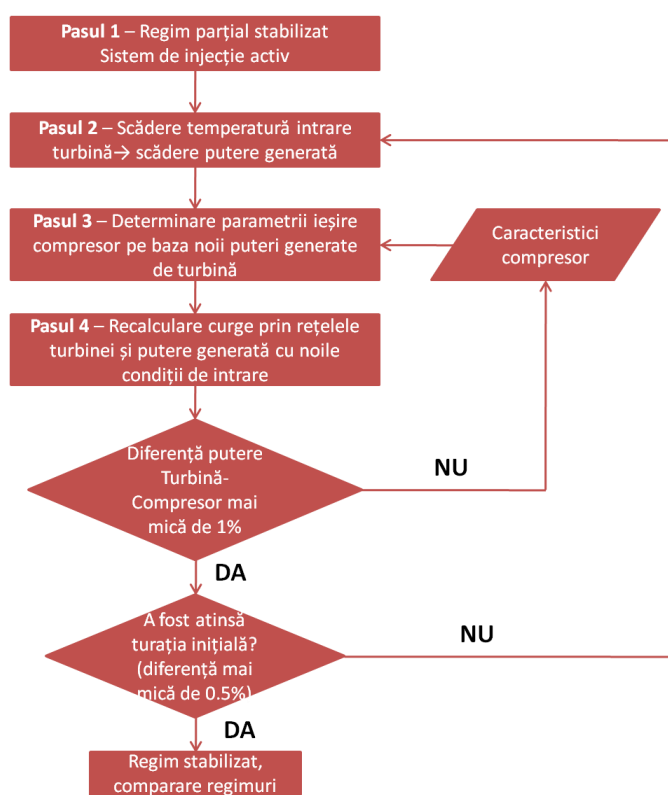 Pasul 1 – Regim parțial stabilizat
Sistem de injecție activ
Pasul 2 – Scădere temperatură intrare
turbină→ scădere putere generată
Pasul 3 – Determinare parametrii ieșire
compresor pe baza noii puteri generate
de turbină
Caracteristici
compresor
Pasul 4 – Recalculare curge prin rețelele
turbinei și putere generată cu noile
condiții de intrare
Diferență putere
Turbină-
Compresor mai
mică de 1%
NU
DA
A fost atinsă
turația inițială?
(diferență mai
mică de 0.5%)
NU
DA
Regim stabilizat,
comparare regimuri